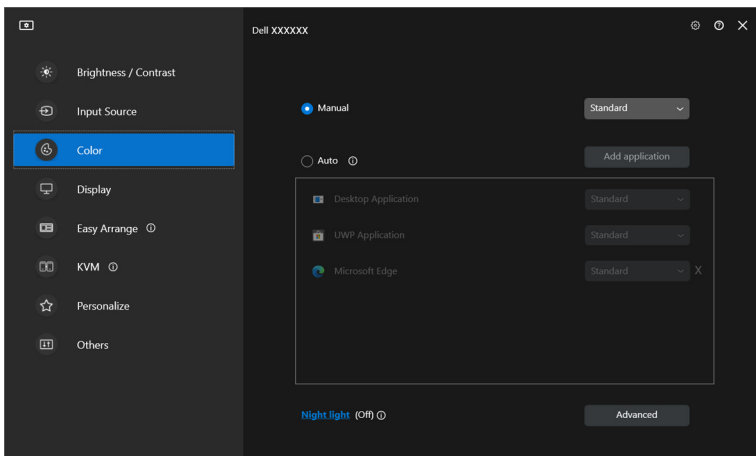 Dell XXXXXX
Brightness / Contrast
Input Source
Color
Display
Easy Arrange
KVM
Personalize
Others
Manual
Standard
Auto
Add application
Desktop Application
Standard
UWP Application
Standard
Microsoft Edge
Standard
X
Night light (Off)
Advanced